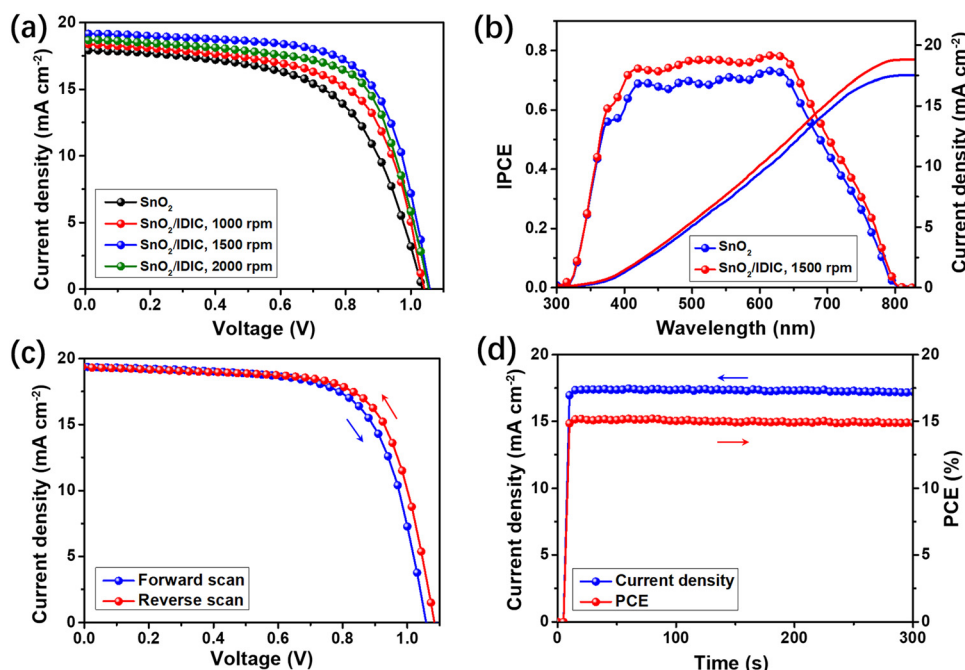 (a)
Current density (mA cm⁻²)
20
15
10
5
0
SnO₂
SnO₂/IDIC, 1000 rpm
SnO₂/IDIC, 1500 rpm
SnO₂/IDIC, 2000 rpm
0.0 0.2 0.4 0.6 0.8 1.0
Voltage (V)
(b)
IPCE
0.8
0.6
0.4
0.2
0.0
SnO₂
SnO₂/IDIC, 1500 rpm
20
15
10
5
0
Current density (mA cm⁻²)
300 400 500 600 700 800
Wavelength (nm)
(c)
Current density (mA cm⁻²)
20
15
10
5
0
Forward scan
Reverse scan
0.0 0.2 0.4 0.6 0.8 1.0
Voltage (V)
(d)
Current density (mA cm⁻²)
20
15
10
5
0
Current density
PCE
20
15
10
5
0
PCE (%)
0 100 200 300
Time (s)